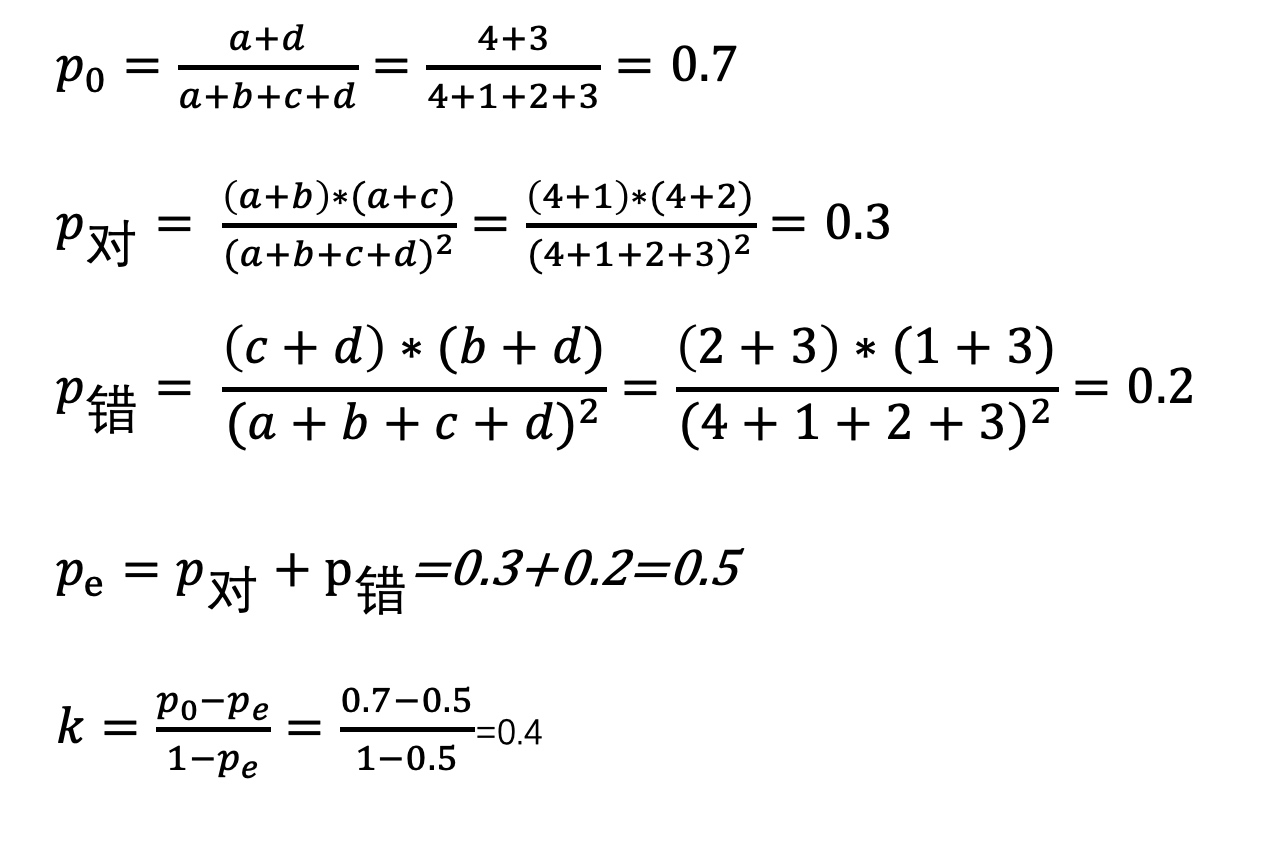 p₀ = (a+d)/(a+b+c+d) = (4+3)/(4+1+2+3) = 0.7
p对 = ((a+b)*(a+c))/(a+b+c+d)² = ((4+1)*(4+2))/(4+1+2+3)² = 0.3
p错 = ((c + d) * (b + d))/(a + b + c + d)² = ((2 + 3) * (1 + 3))/(4 + 1 + 2 + 3)² = 0.2
pₑ = p对 + p错=0.3+0.2=0.5
k = (p₀−pₑ)/(1−pₑ) = (0.7−0.5)/(1−0.5)=0.4